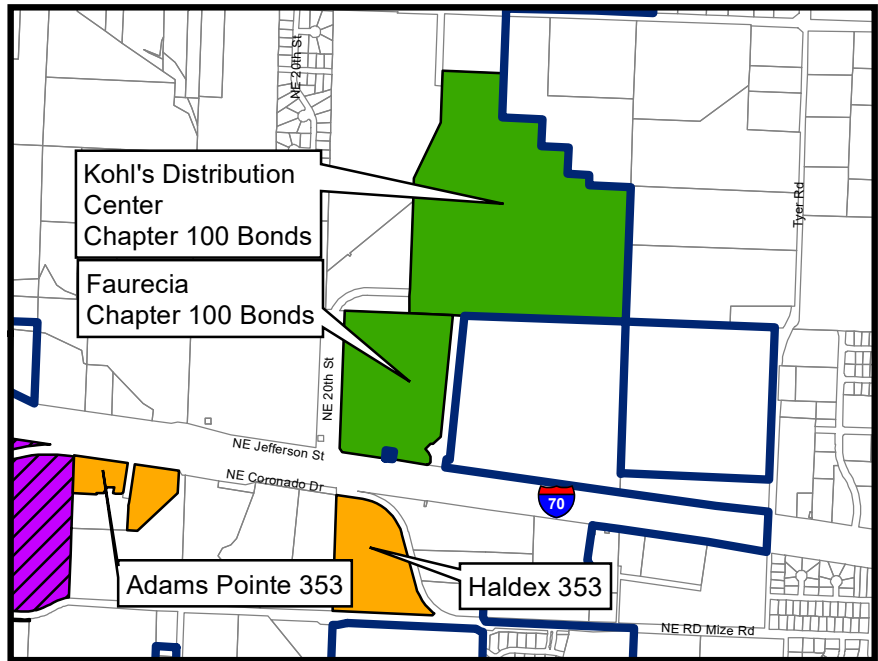 NE 20th St
Kohl's Distribution
Center
Chapter 100 Bonds
Tyer Rd
Faurecia
Chapter 100 Bonds
NE 20th St
NE Jefferson St
NE Coronado Dr
70
Adams Pointe 353
Haldex 353
NE RD Mize Rd